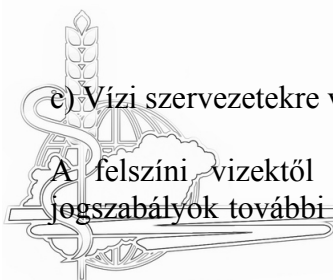 c) Vízi szervezetekre
A felszíni vizektől
jogszabályok további